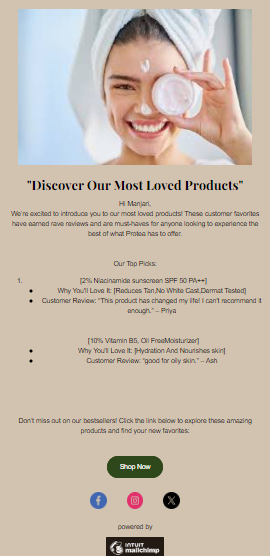 "Discover Our Most Loved Products"
Hi Manjari,
We're excited to introduce you to our most loved products! These customer favorites
have earned rave reviews and are must-haves for anyone looking to experience the
best of what Protea has to offer.
Our Top Picks:
1. [2% Niacinamide sunscreen SPF 50 PA++]
● Why You'll Love It: [Reduces Tan,No White Cast,Dermat Tested]
● Customer Review: "This product has changed my life! I can't recommend it
enough." – Priya
[10% Vitamin B5, Oil FreeMoisturizer]
● Why You'll Love It: [Hydration And Nourishes skin]
● Customer Review: "good for oily skin." – Ash
Don't miss out on our bestsellers! Click the link below to explore these amazing
products and find your new favorites:
Shop Now
powered by
INTUIT
mailchimp